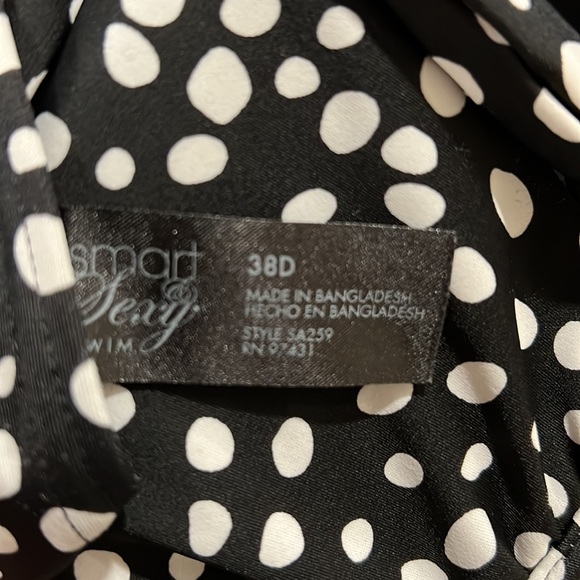 smart
& Sexy
WIM
38D
MADE IN BANGLADESH
HECHO EN BANGLADESH
STYLE SA259
RN 97431